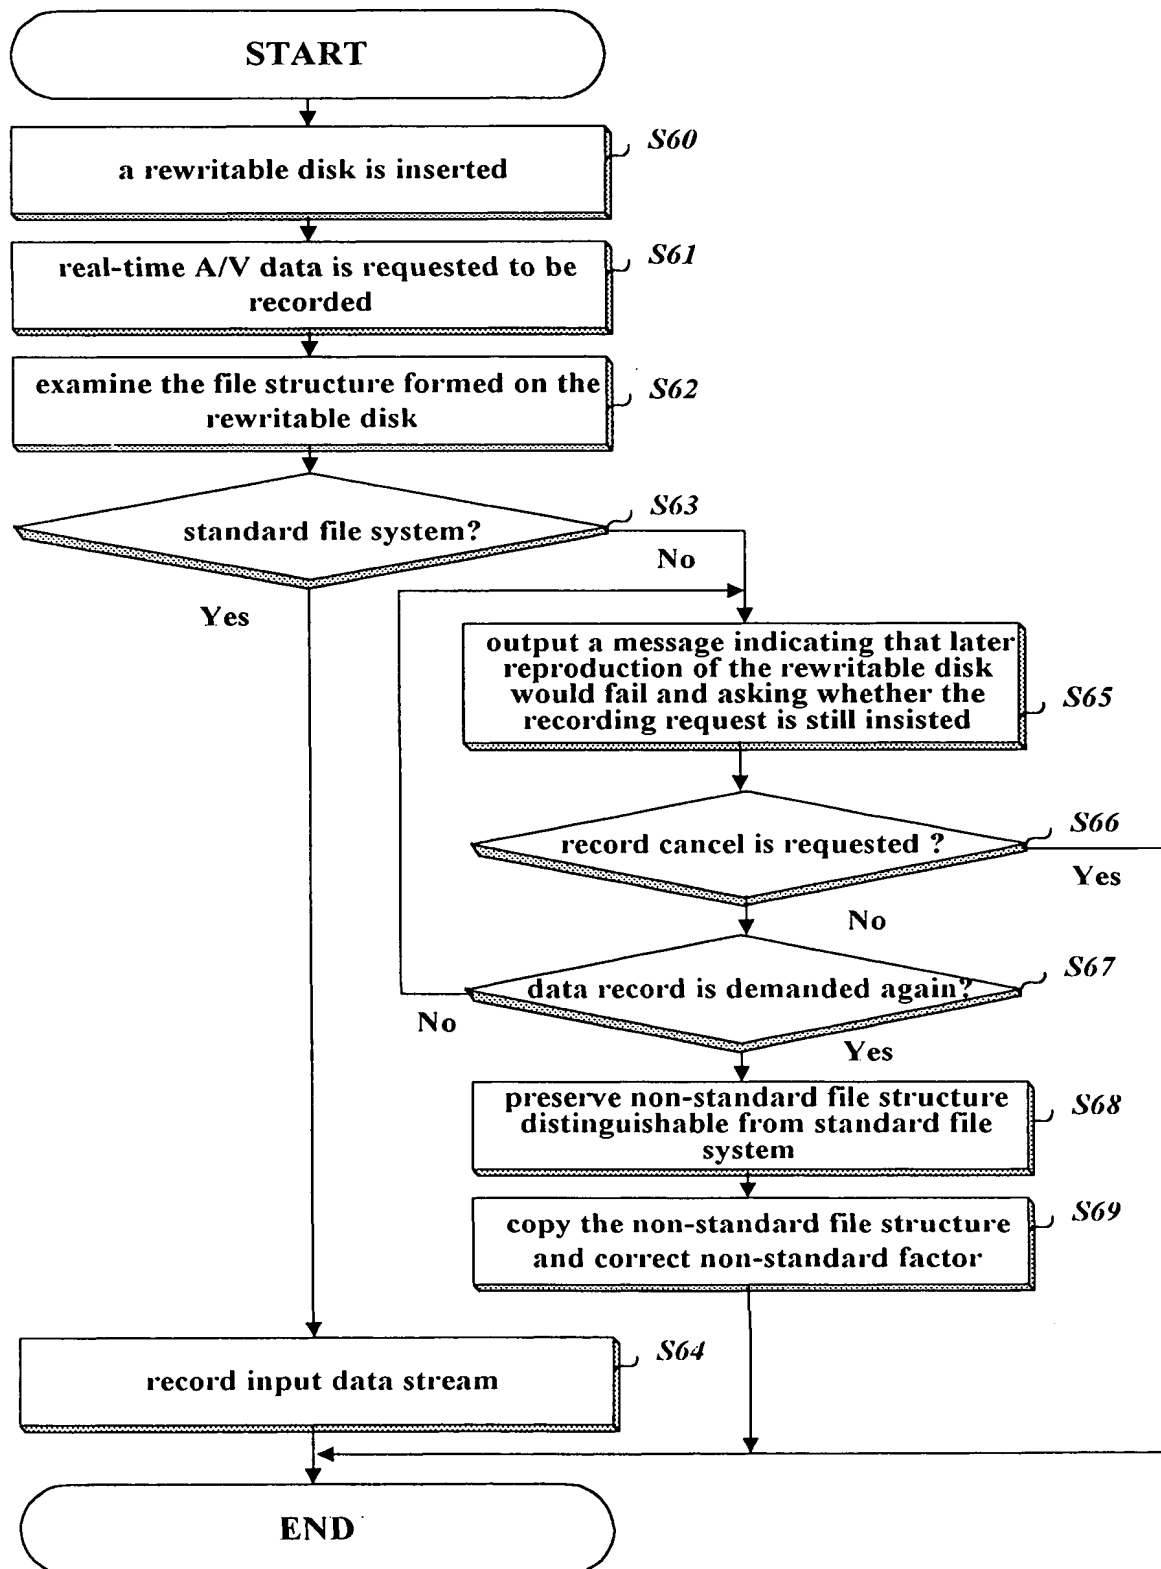 START
a rewritable disk is inserted
S60
real-time A/V data is requested to be
recorded
S61
examine the file structure formed on the
rewritable disk
S62
standard file system?
S63
No
Yes
output a message indicating that later
reproduction of the rewritable disk
would fail and asking whether the
recording request is still insisted
S65
record cancel is requested ?
S66
Yes
No
data record is demanded again?
S67
No
Yes
preserve non-standard file structure
distinguishable from standard file
system
S68
copy the non-standard file structure
and correct non-standard factor
S69
record input data stream
S64
END